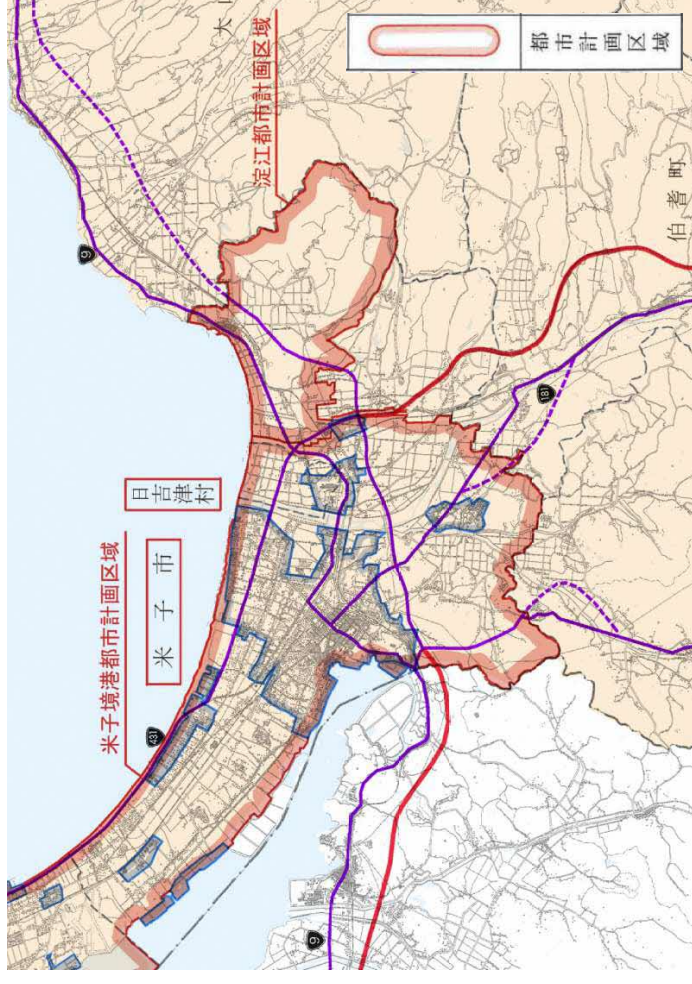 都市計画区域
淀江都市計画区域
大山
9
伯耆町
日吉津村
米子境港都市計画区域
米子市
431
181
9